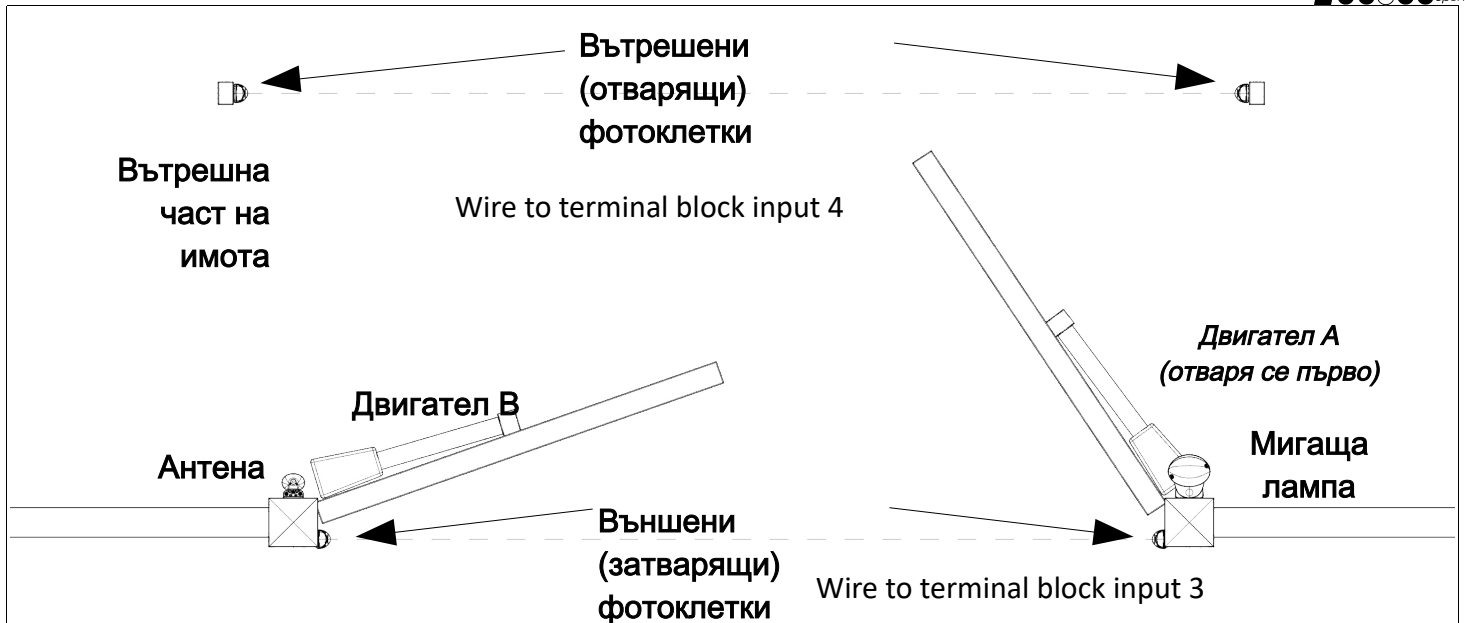 Вътрешени
(отварящи)
фотоклетки
Вътрешна
част на
имота
Wire to terminal block input 4
Двигател А
(отваря се първо)
Двигател В
Антена
Мигаща
лампа
Външени
(затварящи)
фотоклетки
Wire to terminal block input 3